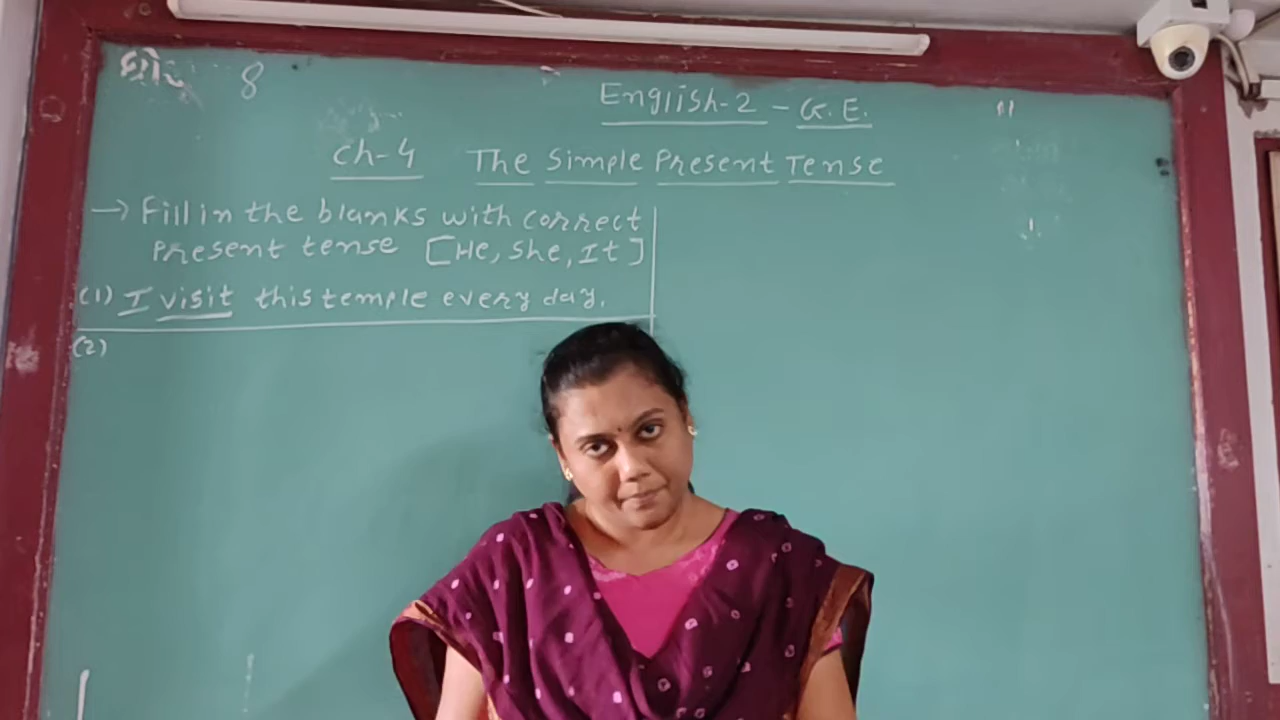 ધો. 8
English-2 - G.E.
Ch-4 The Simple Present Tense
→ Fill in the blanks with correct
Present tense [He, She, It]
(1) I visit this temple every day.
(2)